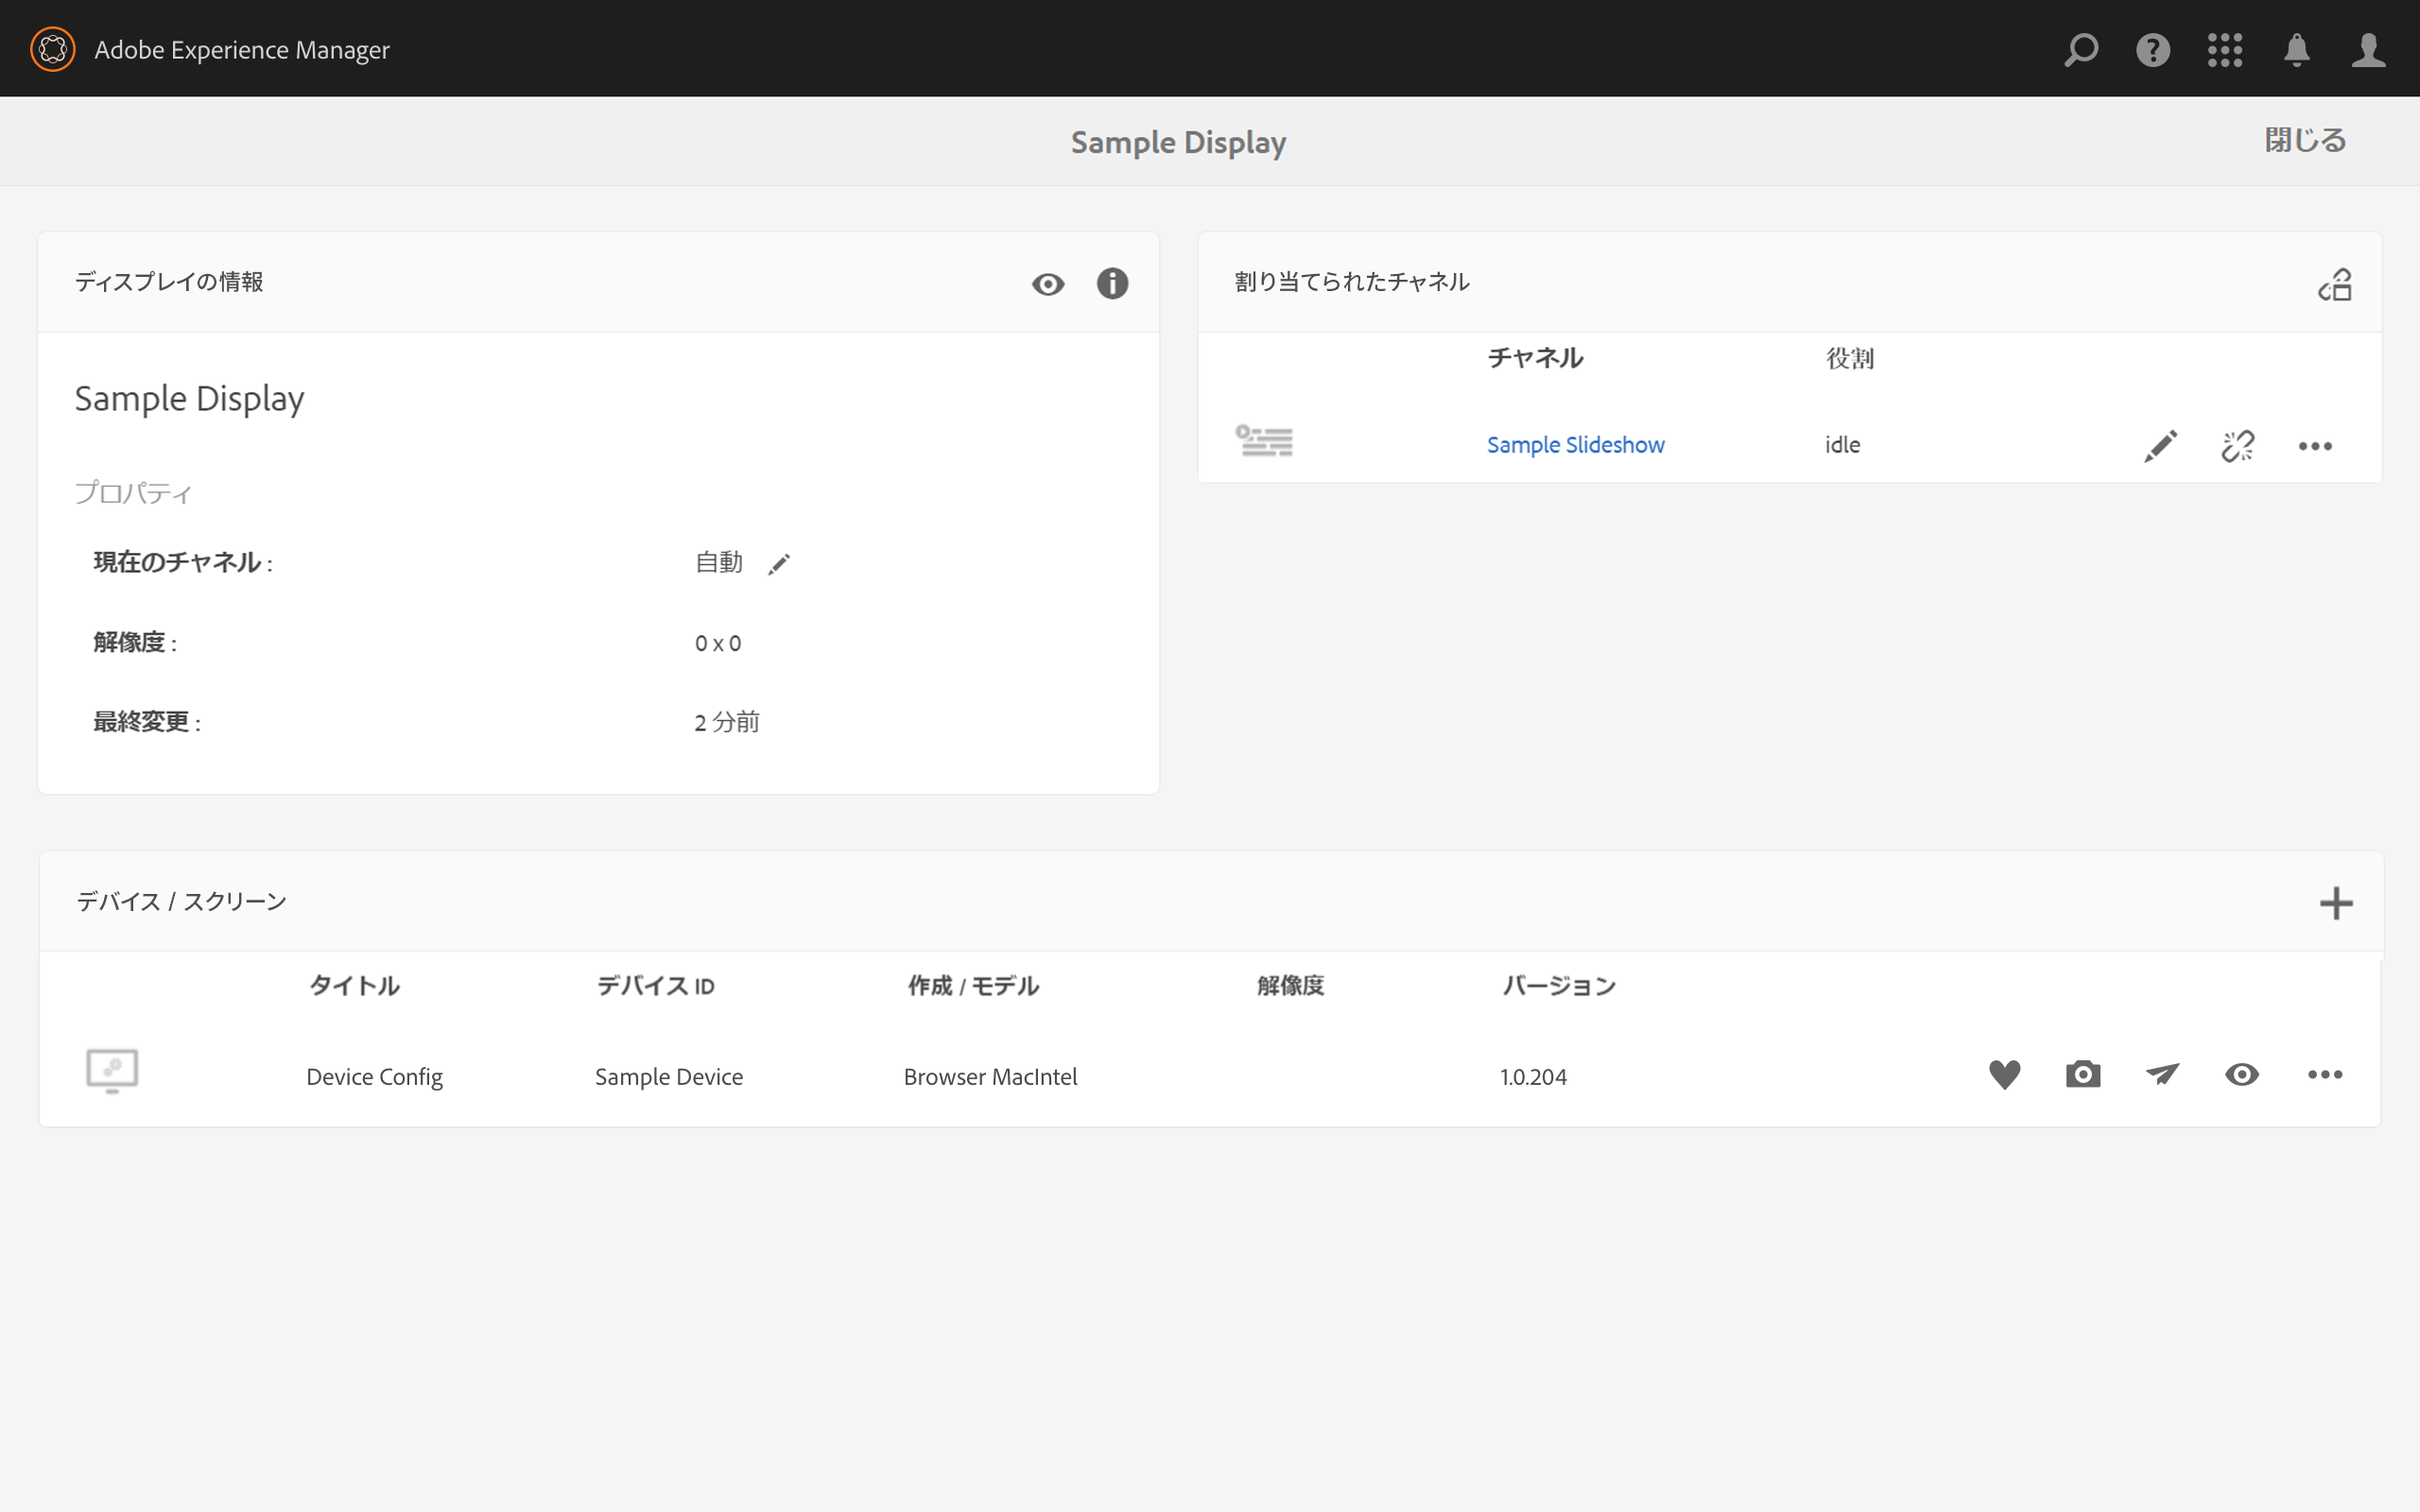 Adobe Experience Manager
Sample Display
閉じる
ディスプレイの情報
Sample Display
プロパティ
現在のチャネル : 自動
解像度 : 0 x 0
最終変更 : 2 分前
割り当てられたチャネル
チャネル 役割
Sample Slideshow idle
デバイス / スクリーン
タイトル デバイス ID 作成 / モデル 解像度 バージョン
Device Config Sample Device Browser MacIntel 1.0.204